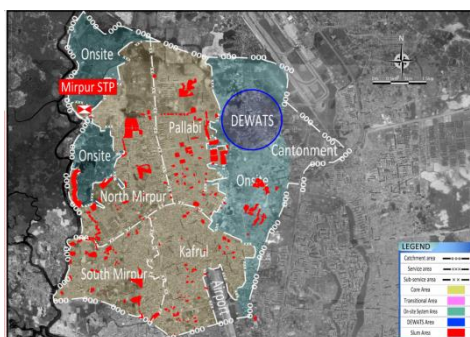 Onsite
Mirpur STP
Pallabi
DEWATS
Cantonment
Onsite
Onsite
North Mirpur
Kafrul
South Mirpur
Airport
N
LEGEND
Catchment area
Service area
Sub-service area
Core Area
Transitional Area
On-site System Area
DEWATS Area
Slum Area